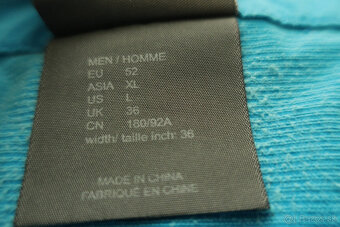 MEN / HOMME
EU 52
ASIA XL
US L
UK 36
CN 180/92A
width/ taille inch: 36
MADE IN CHINA
FABRIQUÉ EN CHINE